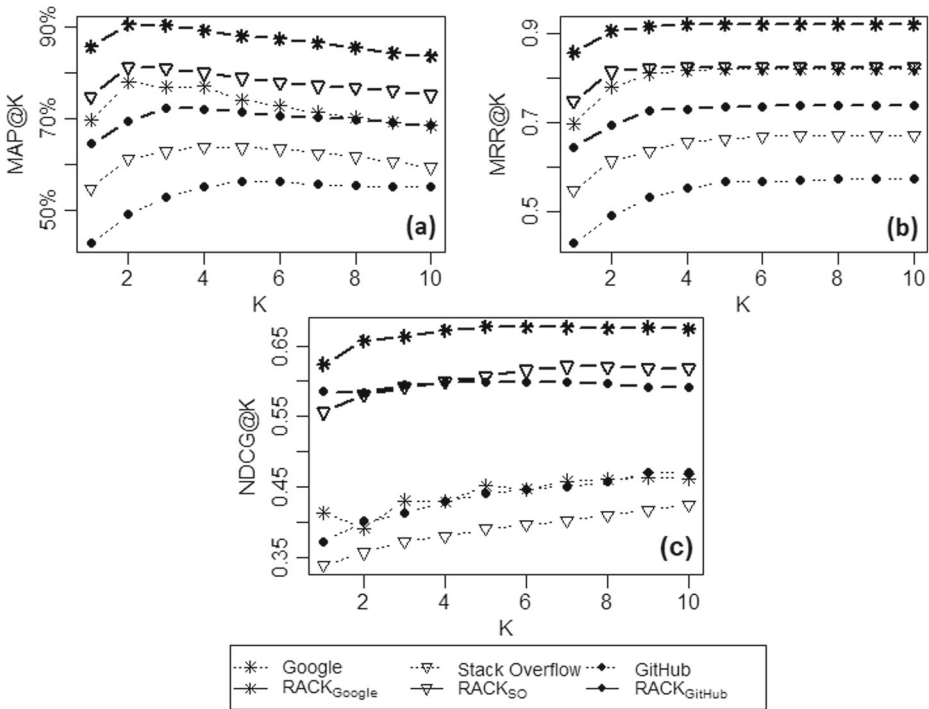 90%
70%
50%
MAP@K
(a)
2 4 6 8 10
K
0.9
0.7
0.5
MRR@K
(b)
2 4 6 8 10
K
0.65
0.55
0.45
0.35
NDCG@K
(c)
2 4 6 8 10
K
Google Stack Overflow GitHub
RACKGoogle RACKSO RACKGitHub